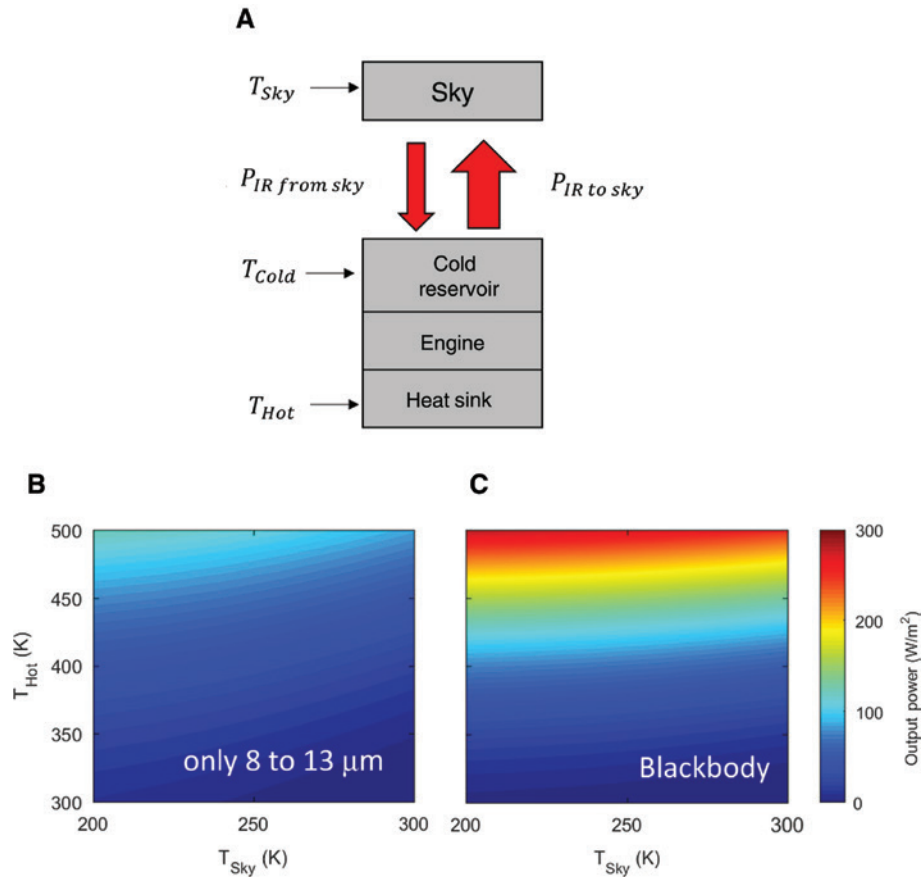 A
T_Sky
Sky
P_IR from sky
P_IR to sky
T_Cold
Cold
reservoir
Engine
T_Hot
Heat sink
B
C
500
450
400
350
300
T_Hot (K)
only 8 to 13 μm
200
250
300
T_Sky (K)
Blackbody
200
250
300
T_Sky (K)
300
200
100
0
Output power (W/m²)